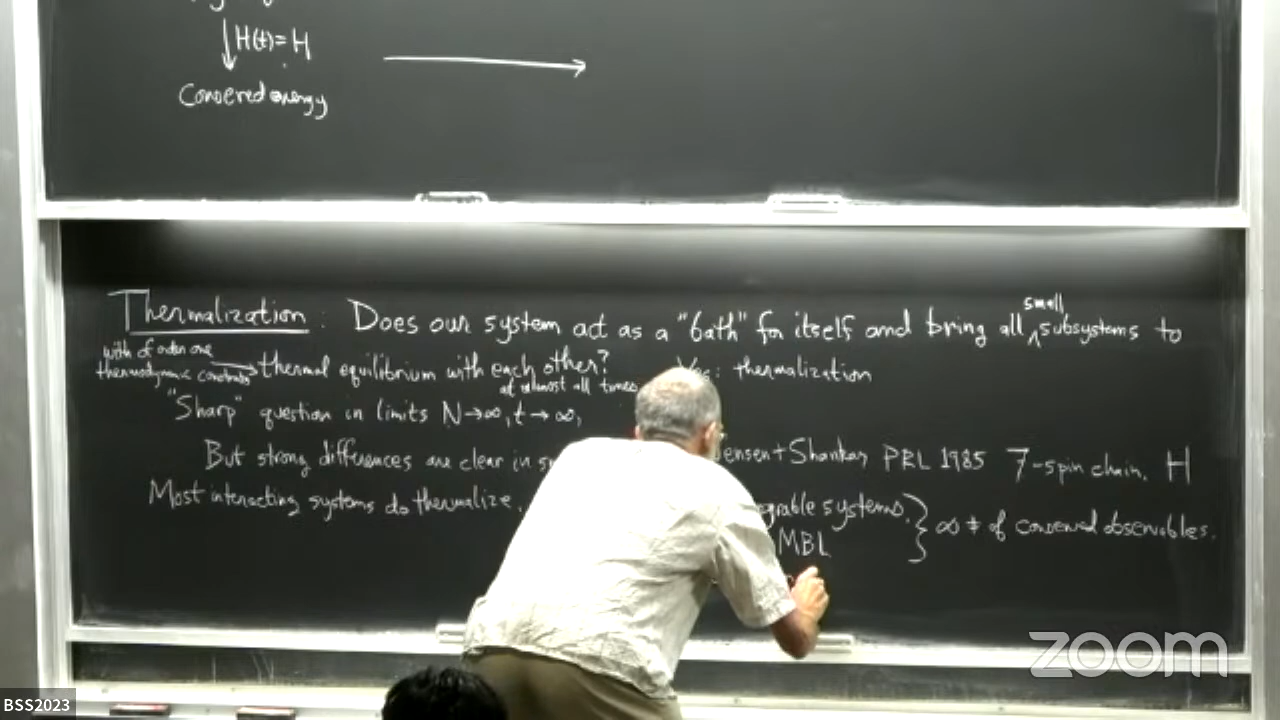 H(t)=H
Conserved energy
Thermalization: Does our system act as a "bath" for itself and bring all small subsystems to
with of order one
thermodynamic constraints
thermal equilibrium with each other? Yes: thermalization
at almost all times
"Sharp" question in limits N→∞, t→∞,
But strong differences are clear in Jensen + Shankar PRL 1985 7-spin chain. H
Most interacting systems do thermalize. systems. } ∞ # of conserved observables.
MBL
zoom
BSS2023